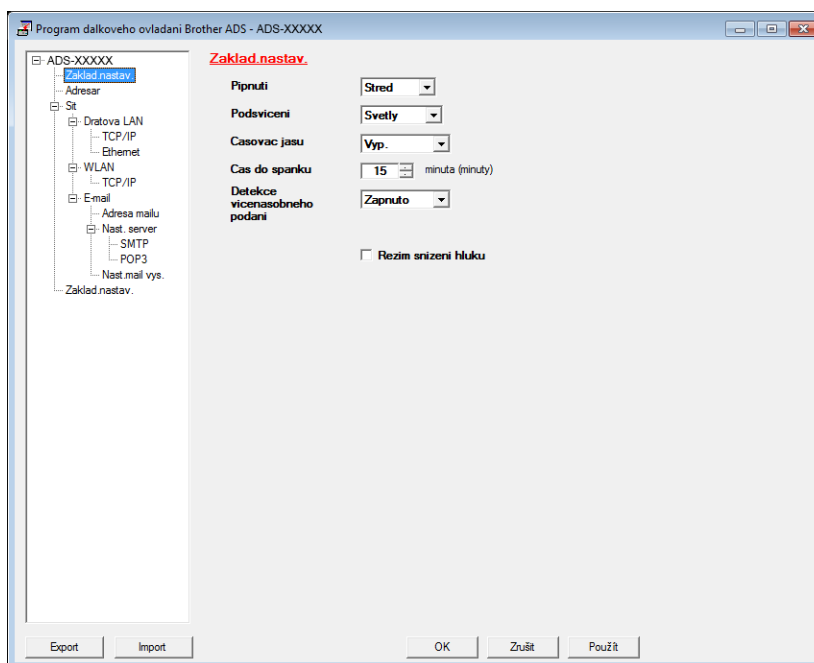 Program dalkoveho ovladani Brother ADS - ADS-XXXXX
ADS-XXXXX
Zaklad.nastav.
Adresar
Sit
Dratova LAN
TCP/IP
Ethernet
WLAN
TCP/IP
E-mail
Adresa mailu
Nast. server
SMTP
POP3
Nast.mail vys.
Zaklad.nastav.
Zaklad.nastav.
Pipnuti
Stred
Podsviceni
Svetly
Casovac jasu
Vyp.
Cas do spanku
15 minuta (minuty)
Detekce
vicenasobneho
podani
Zapnuto
Rezim snizeni hluku
Export
Import
OK
Zrušit
Použít